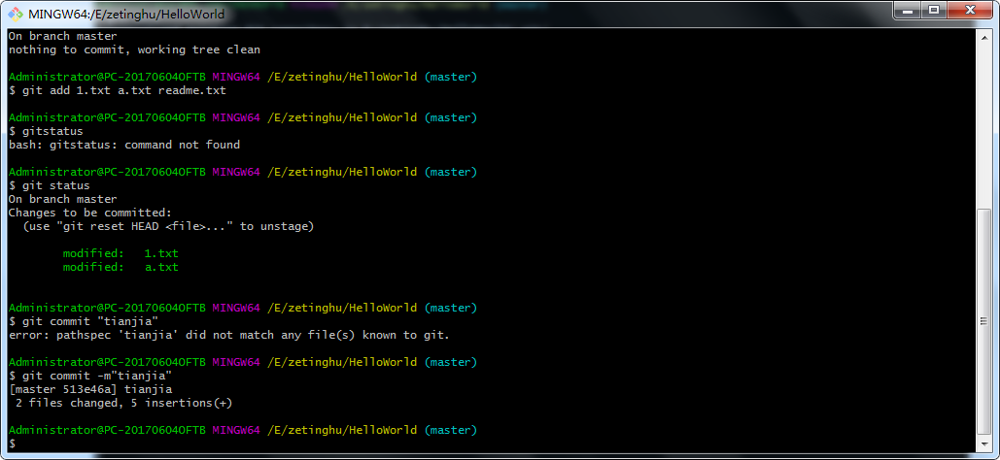 MINGW64:/E/zetinghu/HelloWorld
On branch master
nothing to commit, working tree clean
Administrator@PC-20170604OFTB MINGW64 /E/zetinghu/HelloWorld (master)
$ git add 1.txt a.txt readme.txt
Administrator@PC-20170604OFTB MINGW64 /E/zetinghu/HelloWorld (master)
$ gitstatus
bash: gitstatus: command not found
Administrator@PC-20170604OFTB MINGW64 /E/zetinghu/HelloWorld (master)
$ git status
On branch master
Changes to be committed:
  (use "git reset HEAD <file>..." to unstage)
        modified:   1.txt
        modified:   a.txt
Administrator@PC-20170604OFTB MINGW64 /E/zetinghu/HelloWorld (master)
$ git commit "tianjia"
error: pathspec 'tianjia' did not match any file(s) known to git.
Administrator@PC-20170604OFTB MINGW64 /E/zetinghu/HelloWorld (master)
$ git commit -m"tianjia"
[master 513e46a] tianjia
 2 files changed, 5 insertions(+)
Administrator@PC-20170604OFTB MINGW64 /E/zetinghu/HelloWorld (master)
$